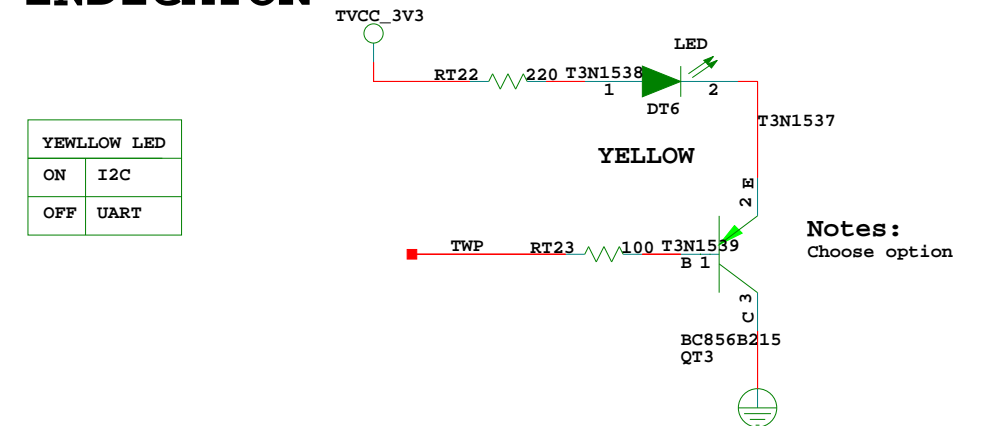 INDICATION
TVCC_3V3
LED
RT22
220
T3N1538
1
2
DT6
T3N1537
YELLOW
YEWLLOW LED
ON
I2C
OFF
UART
2 E
Notes:
Choose option
TWP
RT23
100
T3N1539
B 1
C 3
BC856B215
QT3